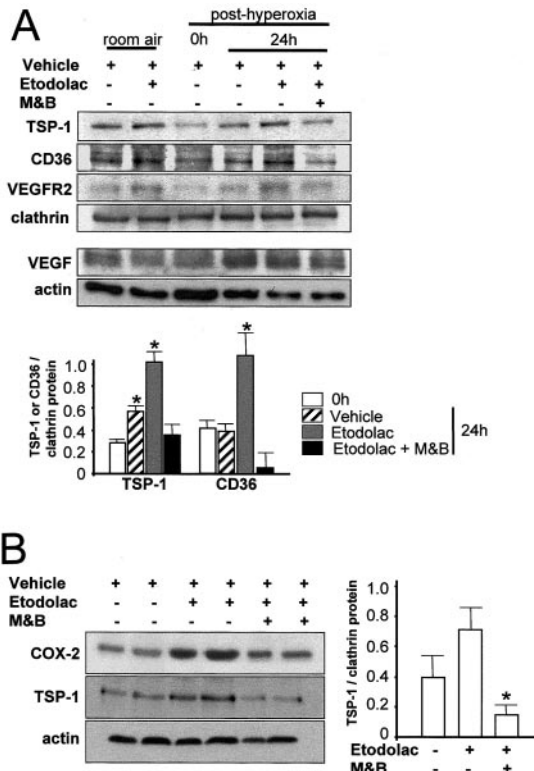 A
post-hyperoxia
room air 0h 24h
Vehicle + + + + + +
Etodolac - + - - + +
M&B - - - - - +
TSP-1
CD36
VEGFR2
clathrin
VEGF
actin
TSP-1 or CD36 /
clathrin protein
1.0
0.8
0.6
0.4
0.2
0
* * *
TSP-1 CD36
0h
Vehicle
Etodolac
Etodolac + M&B
24h
B
Vehicle + + + + + +
Etodolac - - + + + +
M&B - - - - + +
COX-2
TSP-1
actin
TSP-1 / clathrin protein
1.0
0.8
0.6
0.4
0.2
0
*
Etodolac - + +
M&B - - +